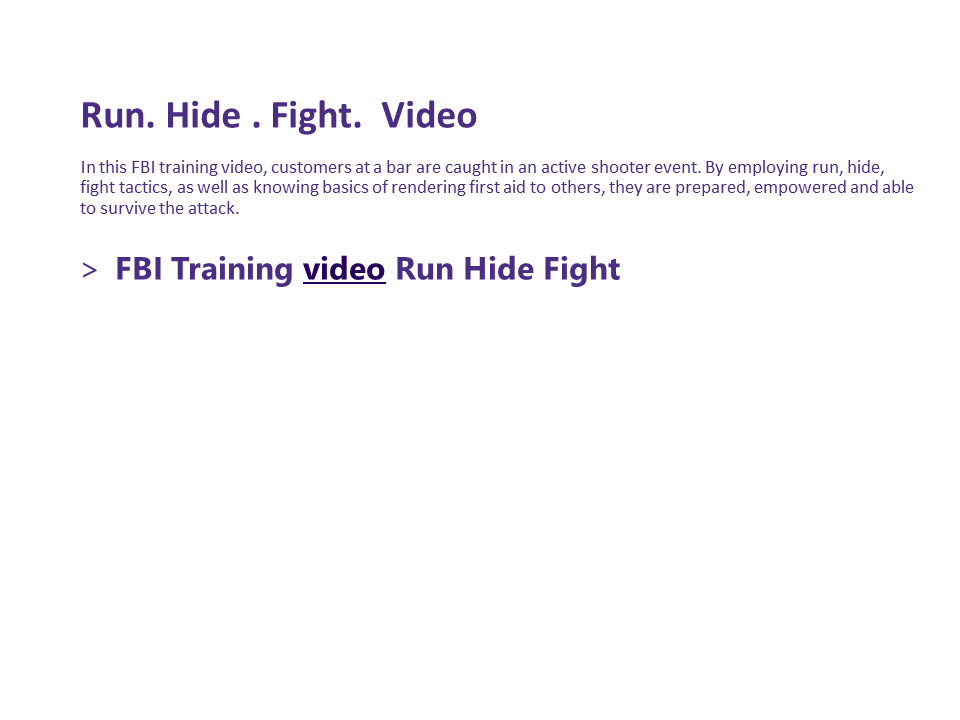 Run. Hide . Fight.  Video
In this FBI training video, customers at a bar are caught in an active shooter event. By employing run, hide,
fight tactics, as well as knowing basics of rendering first aid to others, they are prepared, empowered and able
to survive the attack.
> FBI Training video Run Hide Fight